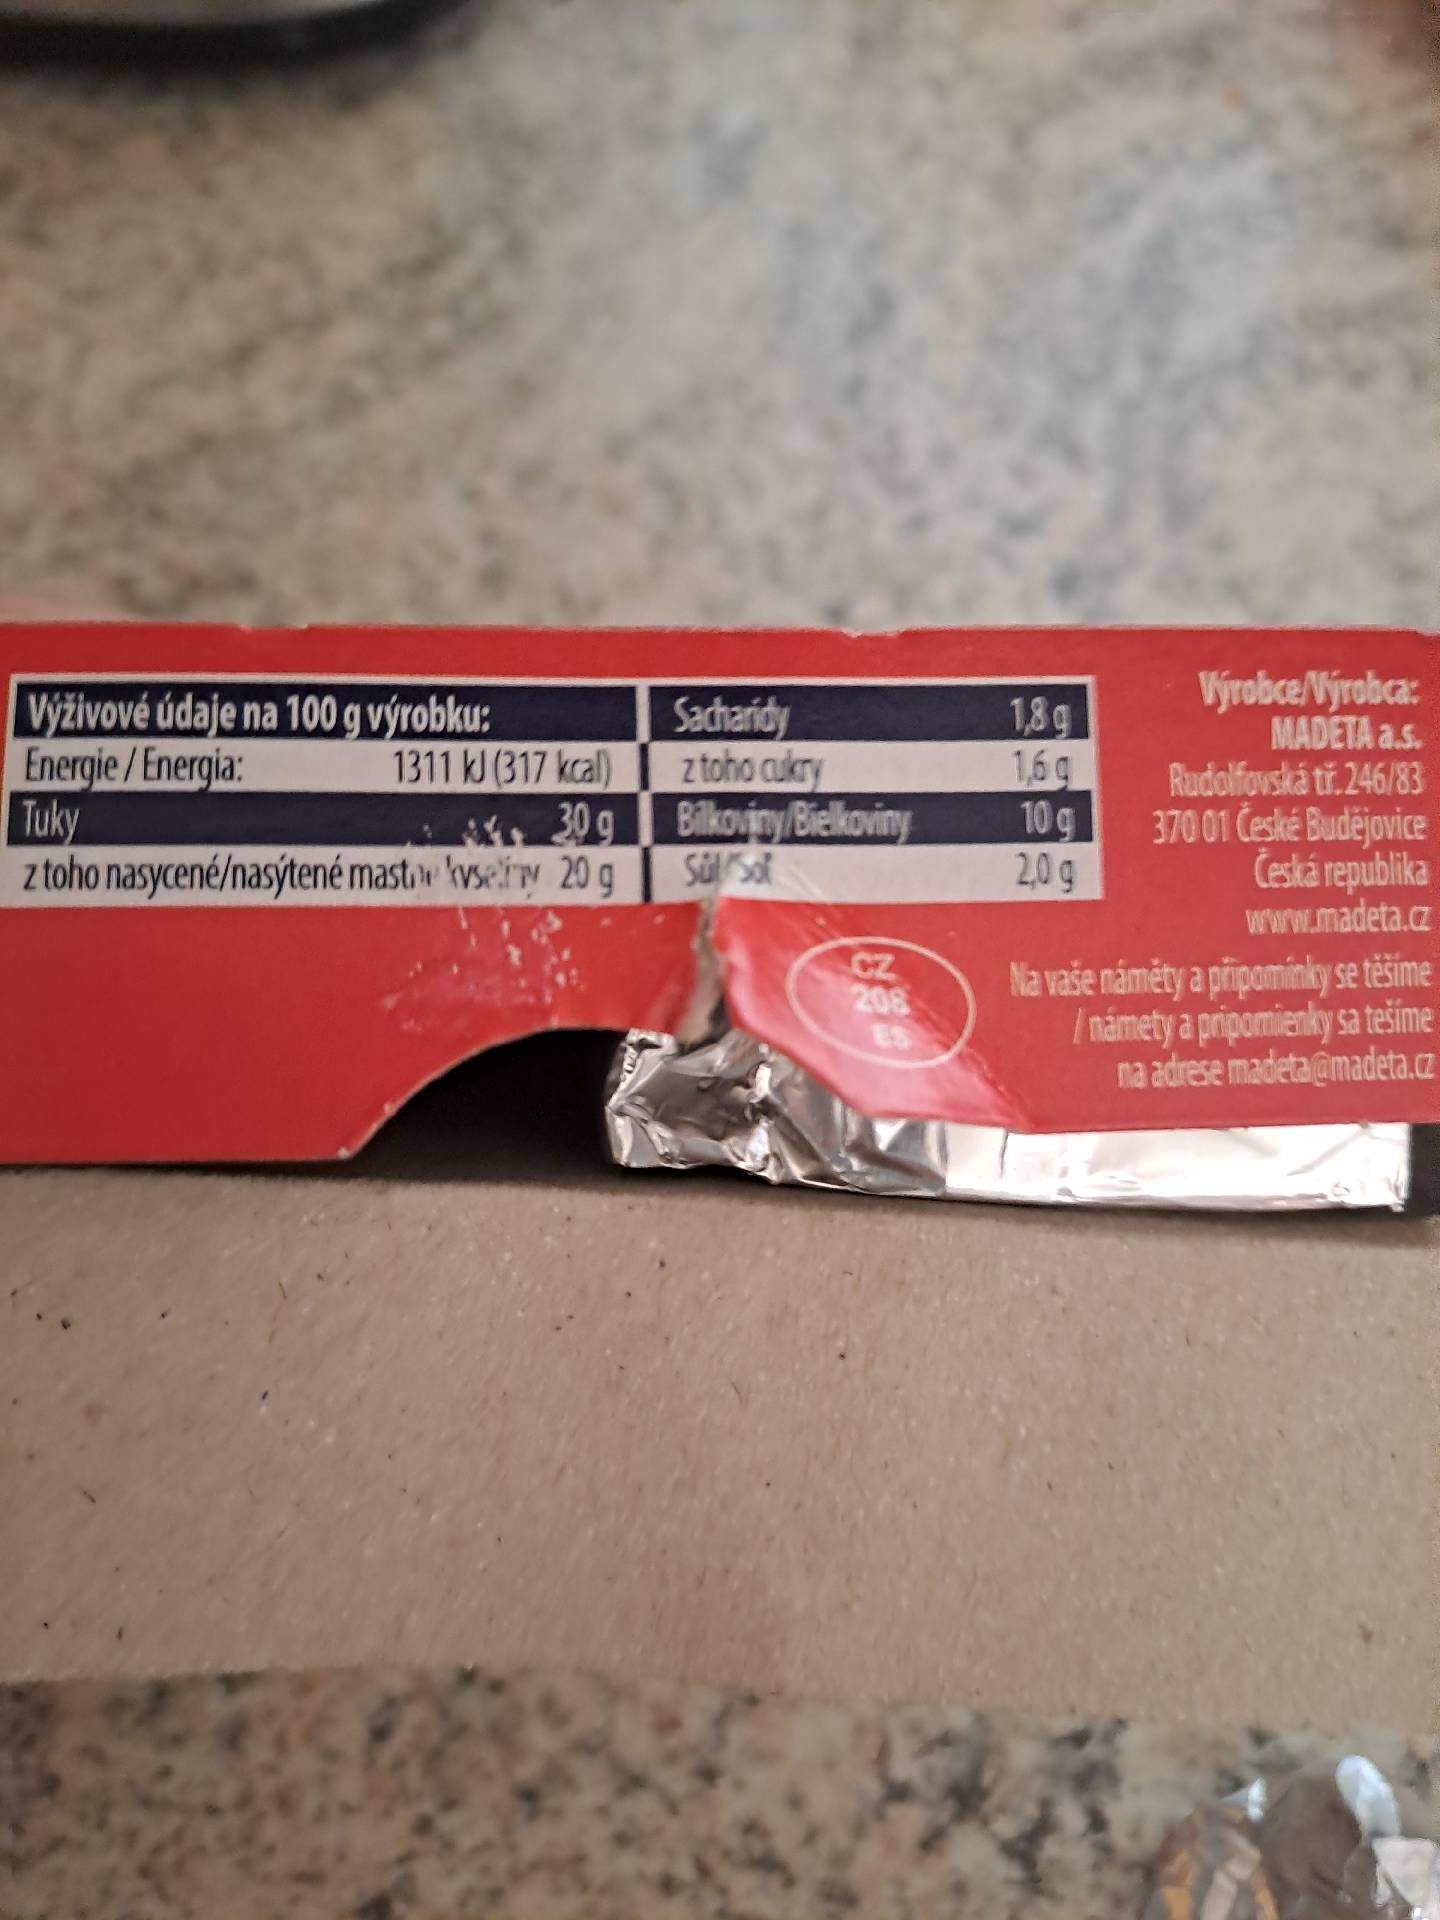 Výživové údaje na 100 g výrobku:
Energie / Energia: 1311 kJ (317 kcal)
Tuky 30 g
z toho nasycené/nasýtené mastné kyseliny 20 g
Sacharidy 1,8 g
z toho cukry 1,6 g
Bílkoviny/Bielkoviny 10 g
Sůl/Soľ 2,0 g
CZ
208
ES
Výrobce/Výrobca:
MADETA a.s.
Rudolfovská tř. 246/83
370 01 České Budějovice
Česká republika
www.madeta.cz
Na vaše náměty a připomínky se těšíme
/ námety a pripomienky sa tešíme
na adrese madeta@madeta.cz